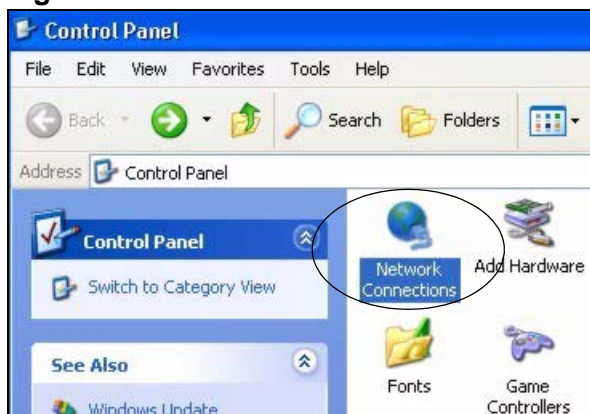 Control Panel
File Edit View Favorites Tools Help
Back Search Folders
Address Control Panel
Control Panel
Switch to Category View
See Also
Windows Update
Network Connections
Add Hardware
Fonts
Game Controllers